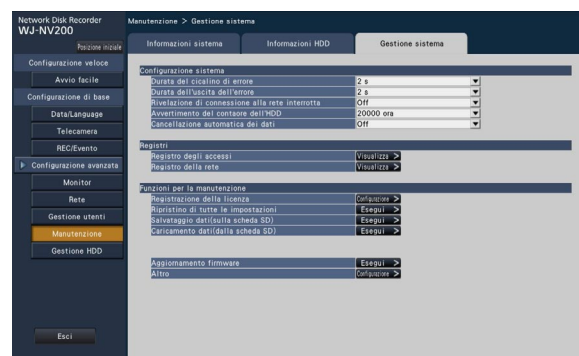 Network Disk Recorder
WJ-NV200
Posizione iniziale
Configurazione veloce
Avvio facile
Configurazione di base
Data/Language
Telecamera
REC/Evento
Configurazione avanzata
Monitor
Rete
Gestione utenti
Manutenzione
Gestione HDD
Esci
Manutenzione > Gestione sistema
Informazioni sistema Informazioni HDD Gestione sistema
Configurazione sistema
Durata del cicalino di errore 2 s
Durata dell'uscita dell'errore 2 s
Rivelazione di connessione alla rete interrotta Off
Avvertimento del contaore dell'HDD 20000 ora
Cancellazione automatica dei dati Off
Registri
Registro degli accessi Visualizza >
Registro della rete Visualizza >
Funzioni per la manutenzione
Registrazione della licenza Configurazione >
Ripristino di tutte le impostazioni Esegui >
Salvataggio dati(sulla scheda SD) Esegui >
Caricamento dati(dalla scheda SD) Esegui >
Aggiornamento firmware Esegui >
Altro Configurazione >